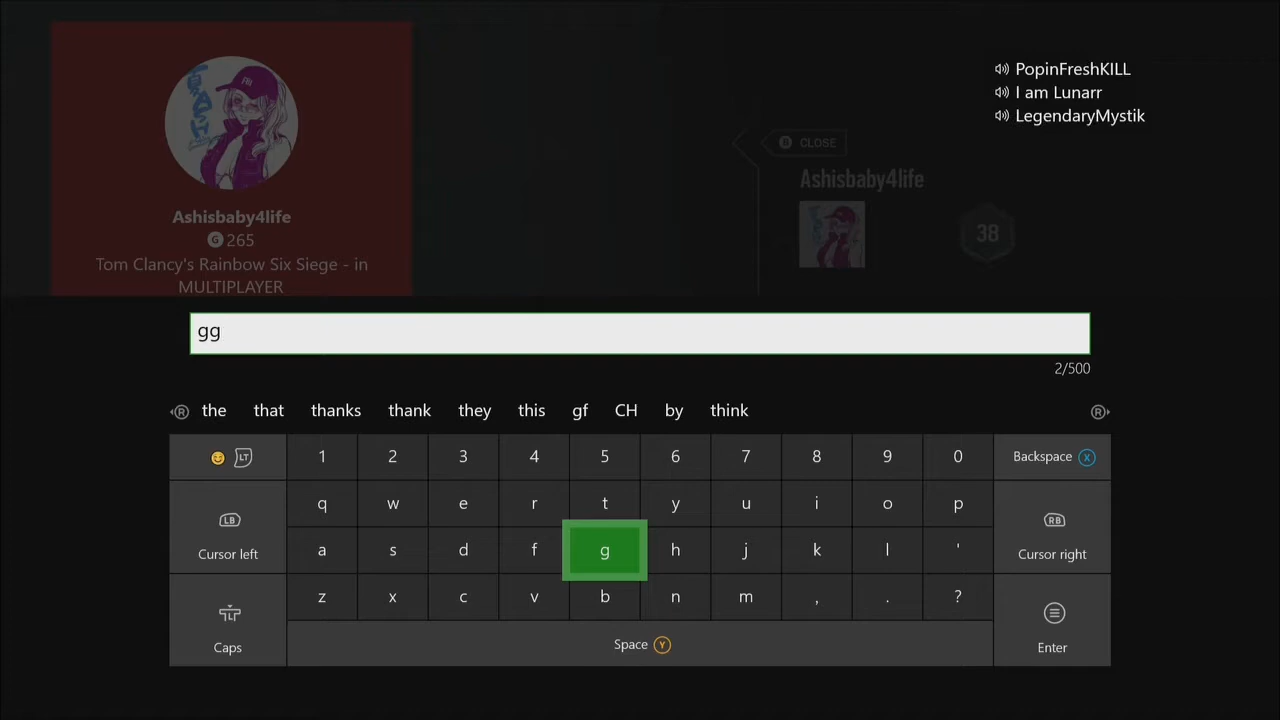 PopinFreshKILL
I am Lunarr
LegendaryMystik
B CLOSE
Ashisbaby4life
38
Ashisbaby4life
G 265
Tom Clancy's Rainbow Six Siege - in
MULTIPLAYER
gg
2/500
R the that thanks thank they this gf CH by think R
LT 1 2 3 4 5 6 7 8 9 0 Backspace X
LB Cursor left q w e r t y u i o p RB Cursor right
a s d f g h j k l '
Caps z x c v b n m , . ? Enter
Space Y